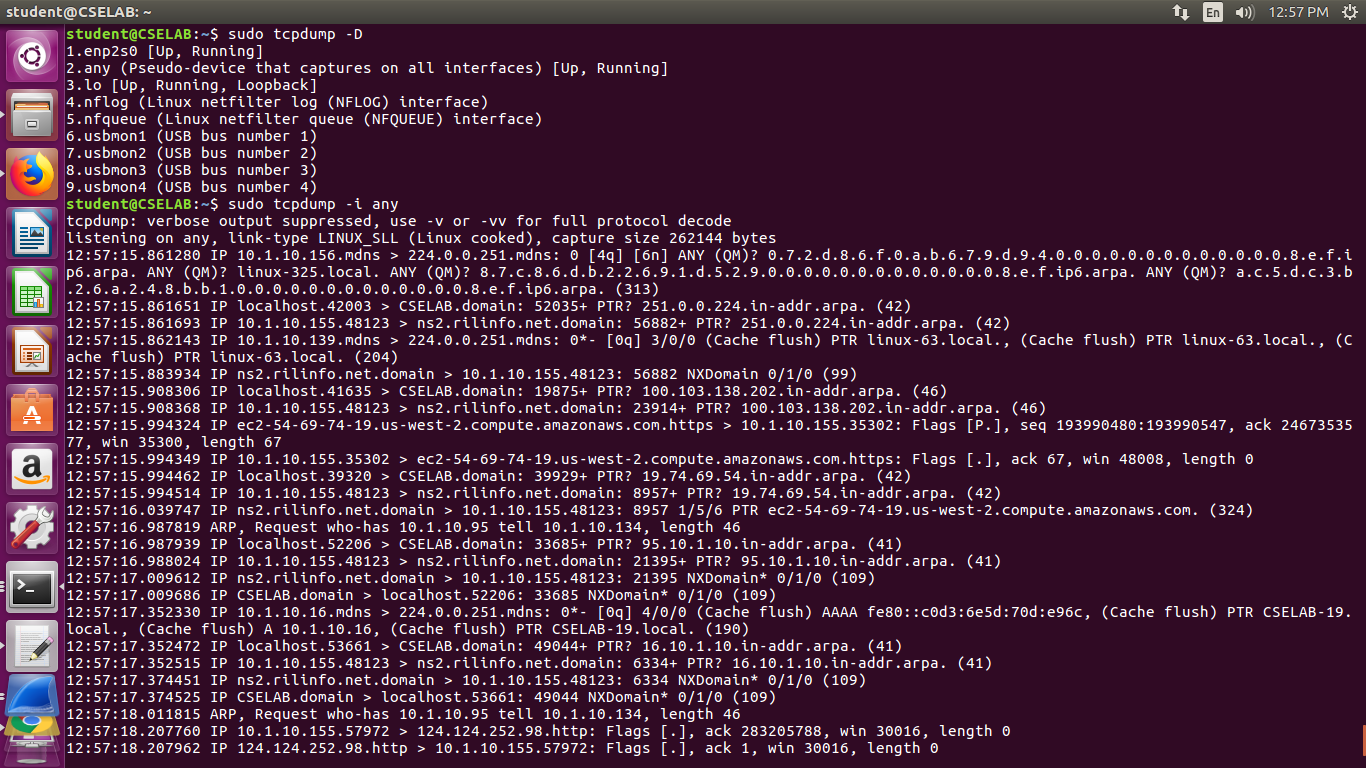 student@CSELAB: ~
En
12:57 PM
student@CSELAB:~$ sudo tcpdump -D
1.enp2s0 [Up, Running]
2.any (Pseudo-device that captures on all interfaces) [Up, Running]
3.lo [Up, Running, Loopback]
4.nflog (Linux netfilter log (NFLOG) interface)
5.nfqueue (Linux netfilter queue (NFQUEUE) interface)
6.usbmon1 (USB bus number 1)
7.usbmon2 (USB bus number 2)
8.usbmon3 (USB bus number 3)
9.usbmon4 (USB bus number 4)
student@CSELAB:~$ sudo tcpdump -i any
tcpdump: verbose output suppressed, use -v or -vv for full protocol decode
listening on any, link-type LINUX_SLL (Linux cooked), capture size 262144 bytes
12:57:15.861280 IP 10.1.10.156.mdns > 224.0.0.251.mdns: 0 [4q] [6n] ANY (QM)? 0.7.2.d.8.6.f.0.a.b.6.7.9.d.9.4.0.0.0.0.0.0.0.0.0.0.0.0.0.8.e.f.i
p6.arpa. ANY (QM)? linux-325.local. ANY (QM)? 8.7.c.8.6.d.b.2.2.6.9.1.d.5.2.9.0.0.0.0.0.0.0.0.0.0.0.0.0.8.e.f.ip6.arpa. ANY (QM)? a.c.5.d.c.3.b
.2.6.a.2.4.8.b.b.1.0.0.0.0.0.0.0.0.0.0.0.0.0.8.e.f.ip6.arpa. (313)
12:57:15.861651 IP localhost.42003 > CSELAB.domain: 52035+ PTR? 251.0.0.224.in-addr.arpa. (42)
12:57:15.861693 IP 10.1.10.155.48123 > ns2.rilinfo.net.domain: 56882+ PTR? 251.0.0.224.in-addr.arpa. (42)
12:57:15.862143 IP 10.1.10.139.mdns > 224.0.0.251.mdns: 0*- [0q] 3/0/0 (Cache flush) PTR linux-63.local., (Cache flush) PTR linux-63.local., (C
ache flush) PTR linux-63.local. (204)
12:57:15.883934 IP ns2.rilinfo.net.domain > 10.1.10.155.48123: 56882 NXDomain 0/1/0 (99)
12:57:15.908306 IP localhost.41635 > CSELAB.domain: 19875+ PTR? 100.103.138.202.in-addr.arpa. (46)
12:57:15.908368 IP 10.1.10.155.48123 > ns2.rilinfo.net.domain: 23914+ PTR? 100.103.138.202.in-addr.arpa. (46)
12:57:15.994324 IP ec2-54-69-74-19.us-west-2.compute.amazonaws.com.https > 10.1.10.155.35302: Flags [P.], seq 193990480:193990547, ack 24673535
77, win 35300, length 67
12:57:15.994349 IP 10.1.10.155.35302 > ec2-54-69-74-19.us-west-2.compute.amazonaws.com.https: Flags [.], ack 67, win 48008, length 0
12:57:15.994462 IP localhost.39320 > CSELAB.domain: 39929+ PTR? 19.74.69.54.in-addr.arpa. (42)
12:57:15.994514 IP 10.1.10.155.48123 > ns2.rilinfo.net.domain: 8957+ PTR? 19.74.69.54.in-addr.arpa. (42)
12:57:16.039747 IP ns2.rilinfo.net.domain > 10.1.10.155.48123: 8957 1/5/6 PTR ec2-54-69-74-19.us-west-2.compute.amazonaws.com. (324)
12:57:16.987819 ARP, Request who-has 10.1.10.95 tell 10.1.10.134, length 46
12:57:16.987939 IP localhost.52206 > CSELAB.domain: 33685+ PTR? 95.10.1.10.in-addr.arpa. (41)
12:57:16.988024 IP 10.1.10.155.48123 > ns2.rilinfo.net.domain: 21395+ PTR? 95.10.1.10.in-addr.arpa. (41)
12:57:17.009612 IP ns2.rilinfo.net.domain > 10.1.10.155.48123: 21395 NXDomain* 0/1/0 (109)
12:57:17.009686 IP CSELAB.domain > localhost.52206: 33685 NXDomain* 0/1/0 (109)
12:57:17.352330 IP 10.1.10.16.mdns > 224.0.0.251.mdns: 0*- [0q] 4/0/0 (Cache flush) AAAA fe80::c0d3:6e5d:70d:e96c, (Cache flush) PTR CSELAB-19.
local., (Cache flush) A 10.1.10.16, (Cache flush) PTR CSELAB-19.local. (190)
12:57:17.352472 IP localhost.53661 > CSELAB.domain: 49044+ PTR? 16.10.1.10.in-addr.arpa. (41)
12:57:17.352515 IP 10.1.10.155.48123 > ns2.rilinfo.net.domain: 6334+ PTR? 16.10.1.10.in-addr.arpa. (41)
12:57:17.374451 IP ns2.rilinfo.net.domain > 10.1.10.155.48123: 6334 NXDomain* 0/1/0 (109)
12:57:17.374525 IP CSELAB.domain > localhost.53661: 49044 NXDomain* 0/1/0 (109)
12:57:18.011815 ARP, Request who-has 10.1.10.95 tell 10.1.10.134, length 46
12:57:18.207760 IP 10.1.10.155.57972 > 124.124.252.98.http: Flags [.], ack 283205788, win 30016, length 0
12:57:18.207962 IP 124.124.252.98.http > 10.1.10.155.57972: Flags [.], ack 1, win 30016, length 0